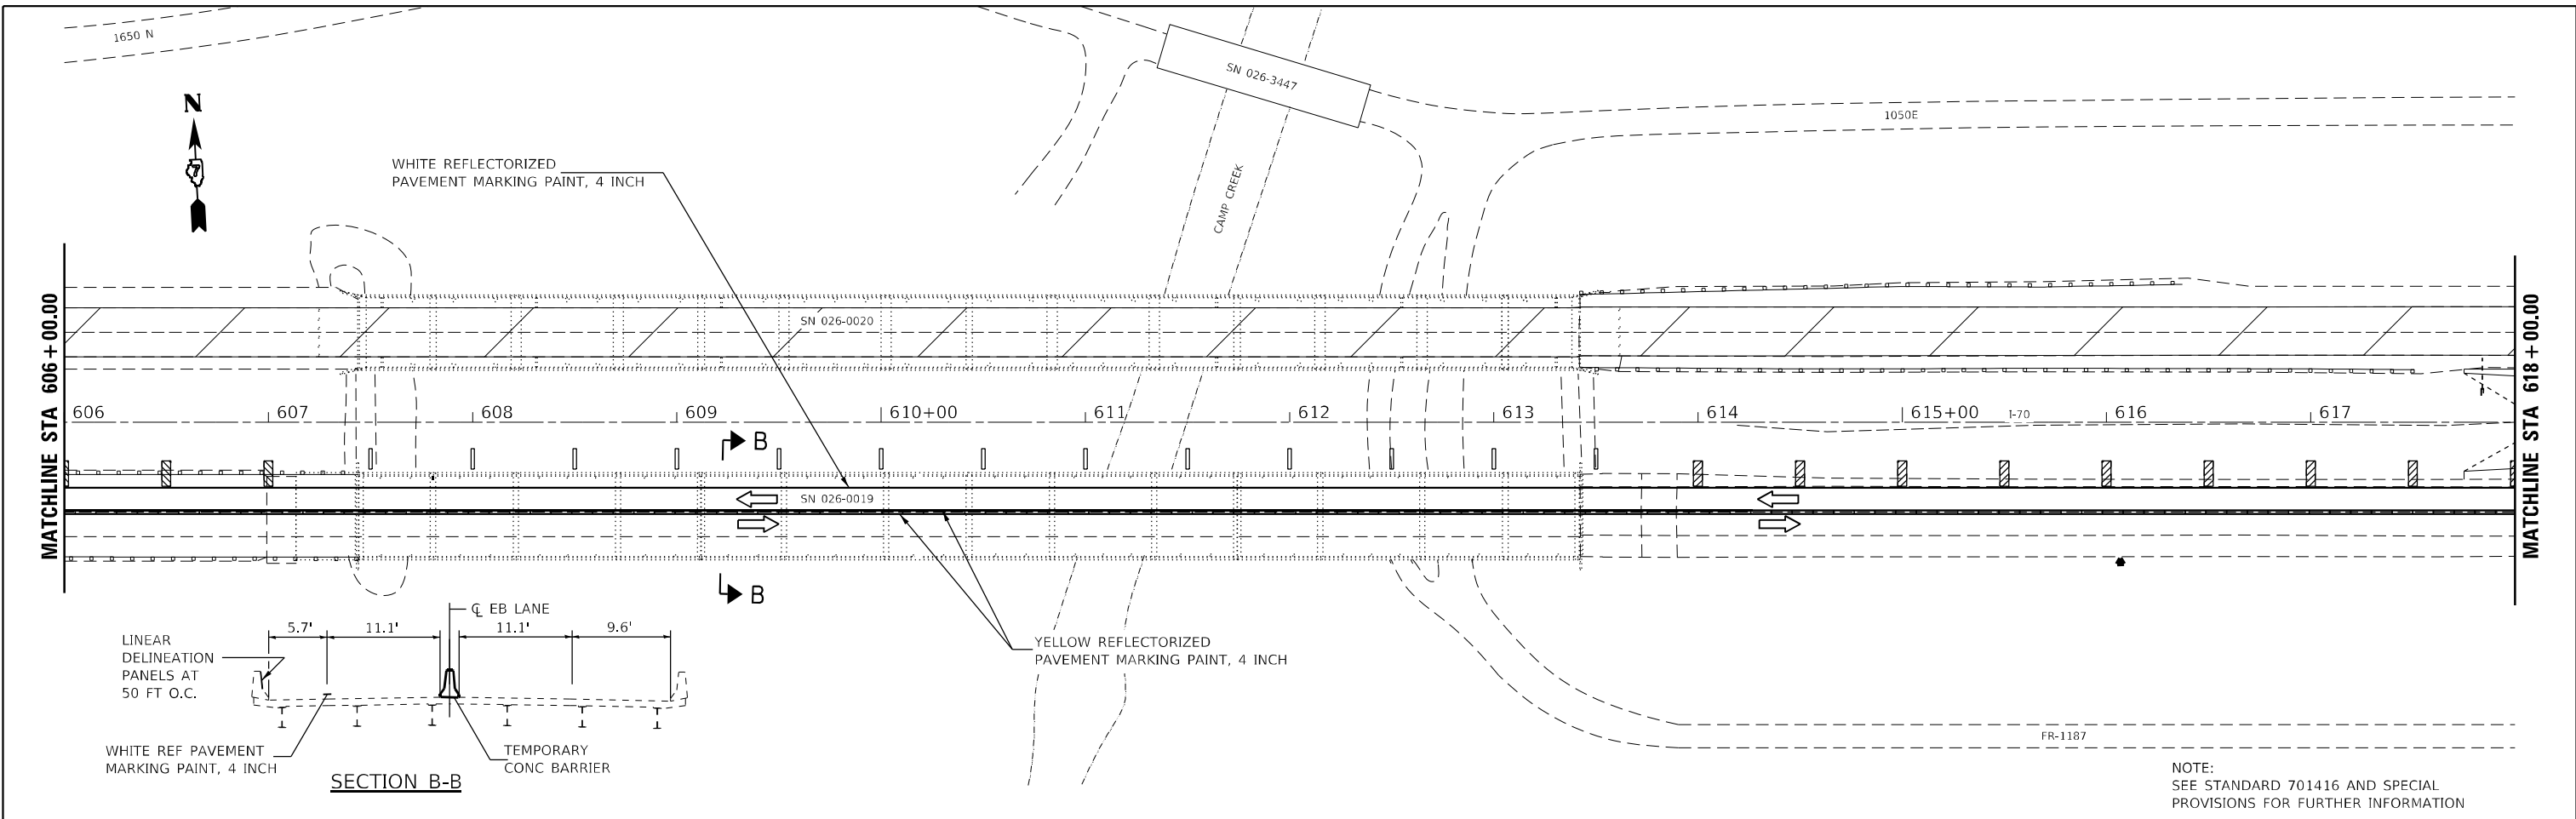 1650 N
N
7
SN 026-3447
1050E
CAMP CREEK
WHITE REFLECTORIZED
PAVEMENT MARKING PAINT, 4 INCH
MATCHLINE STA 606+00.00
MATCHLINE STA 618+00.00
SN 026-0020
606
607
608
609
610+00
611
612
613
614
615+00
I-70
616
617
B
SN 026-0019
B
YELLOW REFLECTORIZED
PAVEMENT MARKING PAINT, 4 INCH
℄ EB LANE
5.7'
11.1'
11.1'
9.6'
LINEAR
DELINEATION
PANELS AT
50 FT O.C.
WHITE REF PAVEMENT
MARKING PAINT, 4 INCH
TEMPORARY
CONC BARRIER
SECTION B-B
FR-1187
NOTE:
SEE STANDARD 701416 AND SPECIAL
PROVISIONS FOR FURTHER INFORMATION